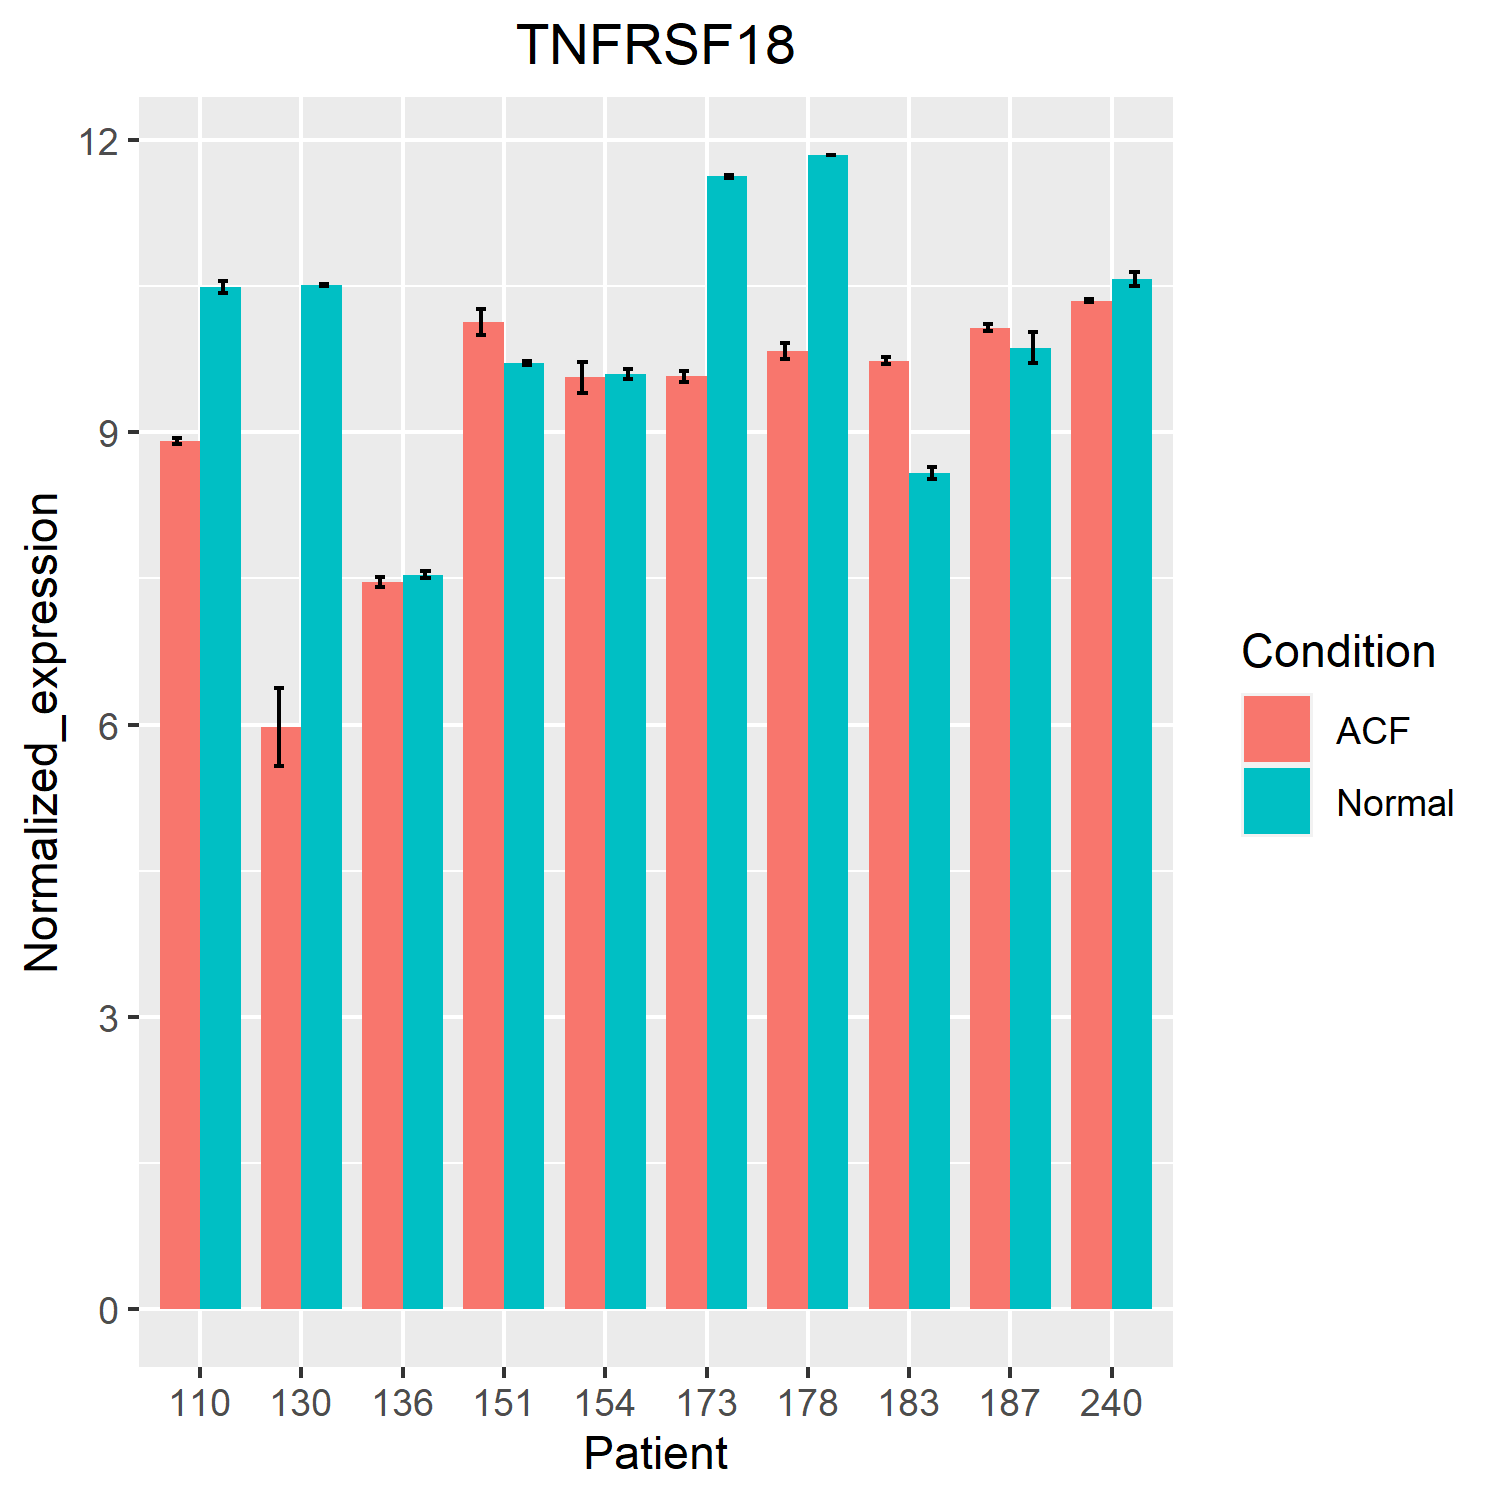 TNFRSF18
12
9
6
3
0
Normalized_expression
110 130 136 151 154 173 178 183 187 240
Patient
Condition
ACF
Normal